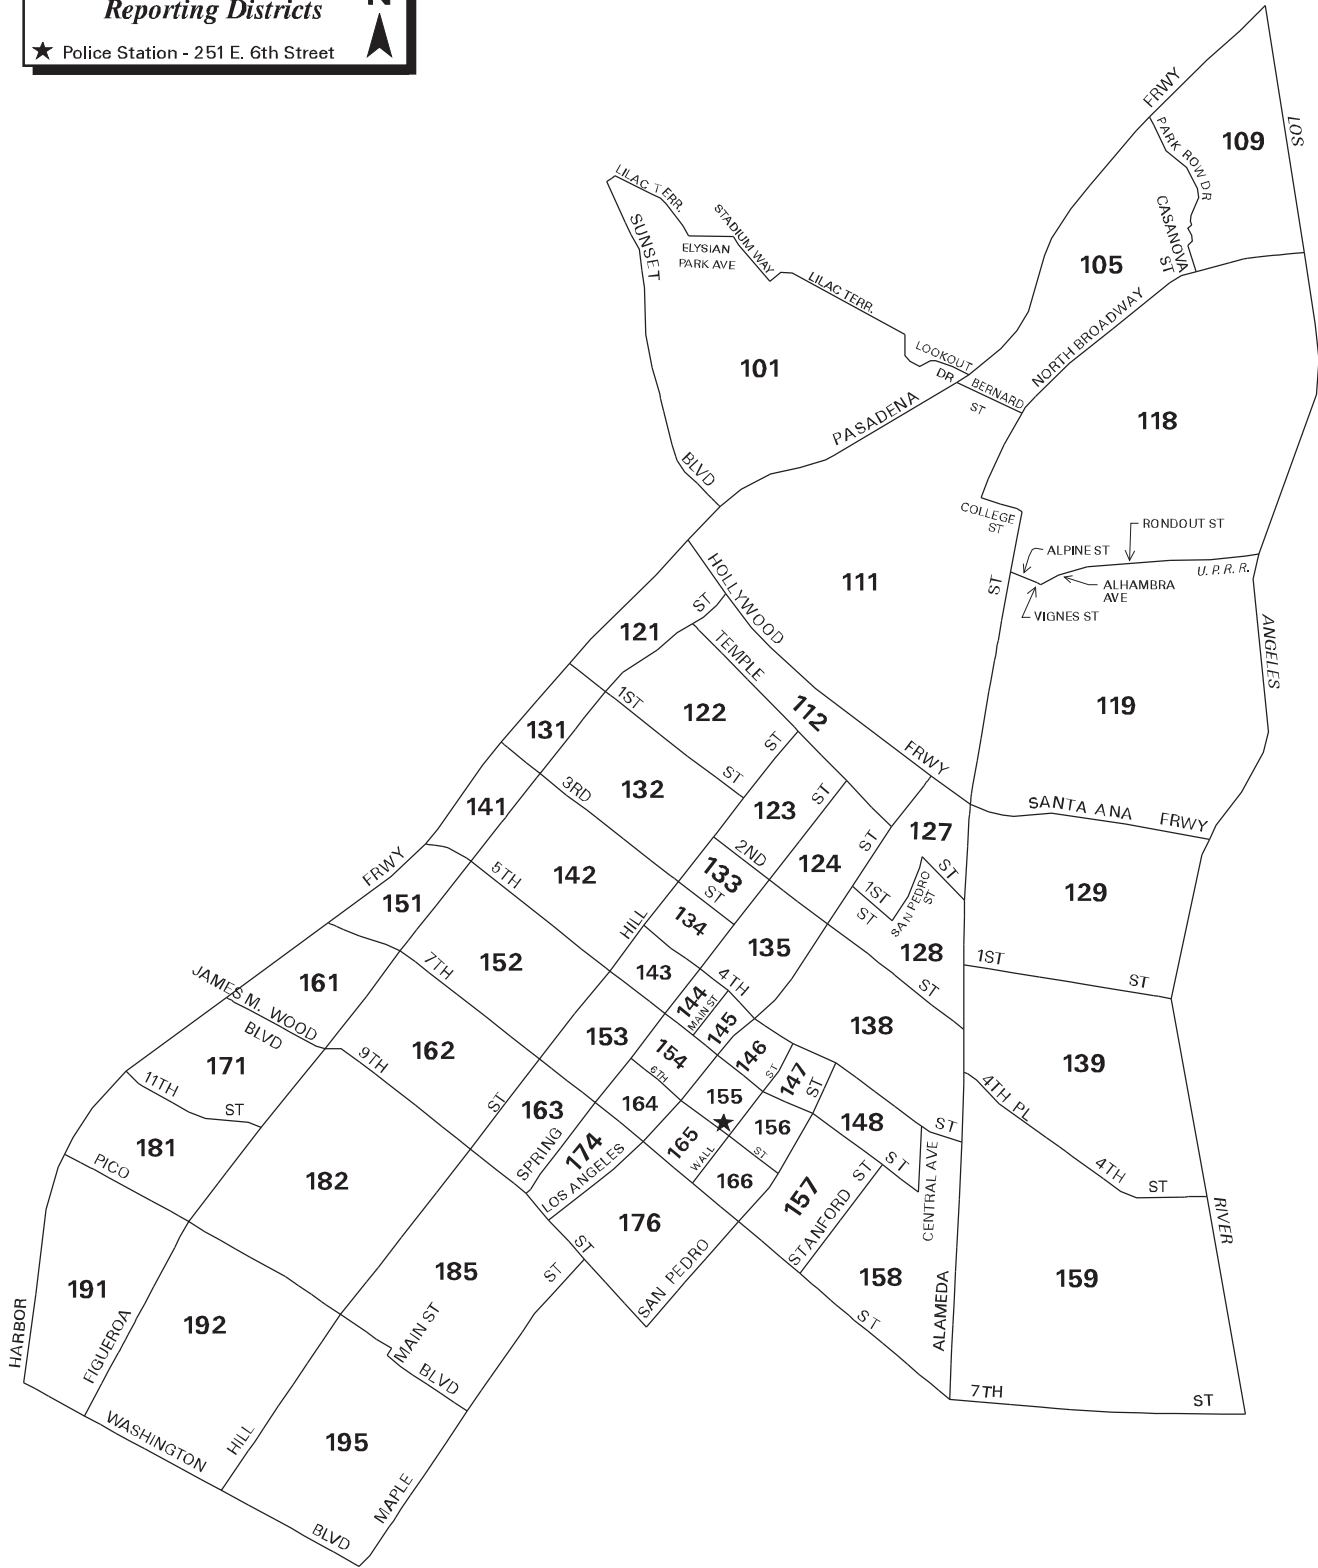 Reporting Districts
N
★ Police Station - 251 E. 6th Street
FRWY
PARK ROW DR
109
LOS
LILAC TERR.
SUNSET
STADIUM WAY
ELYSIAN
PARK AVE
CASANOVA
ST
105
LILAC TERR.
NORTH BROADWAY
LOOKOUT
DR
BERNARD
ST
101
PASADENA
118
BLVD
COLLEGE
ST
RONDOUT ST
ALPINE ST
U.P.R.R.
ALHAMBRA
AVE
VIGNES ST
HOLLYWOOD
111
ST
ST
121
TEMPLE
ANGELES
1ST
122
112
119
131
ST
ST
FRWY
3RD
132
141
123
ST
SANTA ANA
FRWY
127
2ND
ST
FRWY
5TH
142
133
ST
124
ST
1ST
ST
SAN PEDRO
ST
129
151
134
HILL
135
128
1ST
ST
7TH
152
143
4TH
ST
JAMES M. WOOD
BLVD
161
144
MAIN ST
145
138
153
9TH
162
154
146
ST
139
171
6TH
147
ST
4TH PL
11TH
ST
ST
163
164
155
148
ST
156
181
SPRING
174
165
WALL
ST
ST
CENTRAL AVE
4TH
ST
PICO
182
LOS ANGELES
166
157
STANFORD
ST
176
RIVER
ST
SAN PEDRO
185
ST
158
159
191
HARBOR
FIGUEROA
192
MAIN ST
ALAMEDA
ST
BLVD
7TH
ST
WASHINGTON
HILL
195
MAPLE
BLVD